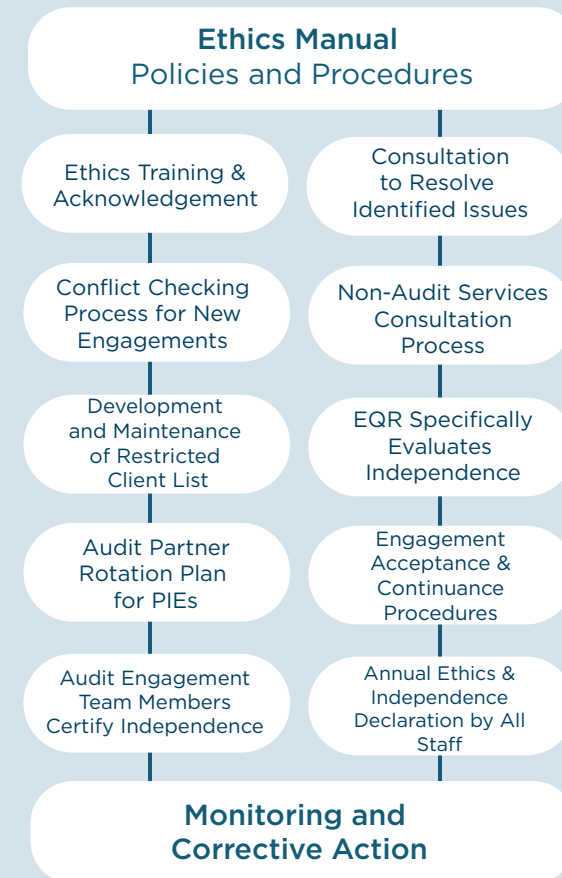 Ethics Manual
Policies and Procedures
Ethics Training &
Acknowledgement
Conflict Checking
Process for New
Engagements
Development
and Maintenance
of Restricted
Client List
Audit Partner
Rotation Plan
for PIEs
Audit Engagement
Team Members
Certify Independence
Consultation
to Resolve
Identified Issues
Non-Audit Services
Consultation
Process
EQR Specifically
Evaluates
Independence
Engagement
Acceptance &
Continuance
Procedures
Annual Ethics &
Independence
Declaration by All
Staff
Monitoring and
Corrective Action